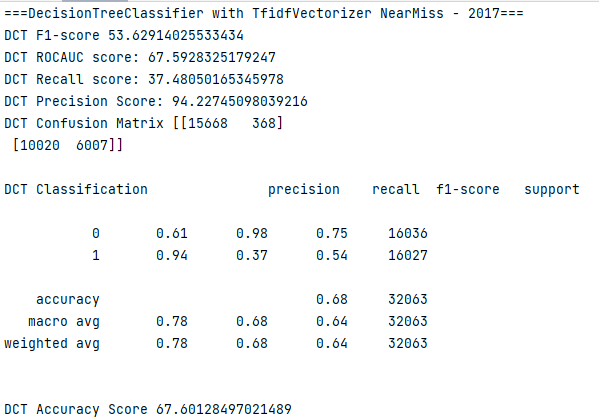 ===DecisionTreeClassifier with TfidfVectorizer NearMiss - 2017===
DCT F1-score 53.62914025533434
DCT ROCAUC score: 67.5928325179247
DCT Recall score: 37.48050165345978
DCT Precision Score: 94.22745098039216
DCT Confusion Matrix [[15668   368]
 [10020  6007]]
DCT Classification               precision    recall  f1-score   support
           0       0.61      0.98      0.75     16036
           1       0.94      0.37      0.54     16027
    accuracy                           0.68     32063
   macro avg       0.78      0.68      0.64     32063
weighted avg       0.78      0.68      0.64     32063
DCT Accuracy Score 67.60128497021489